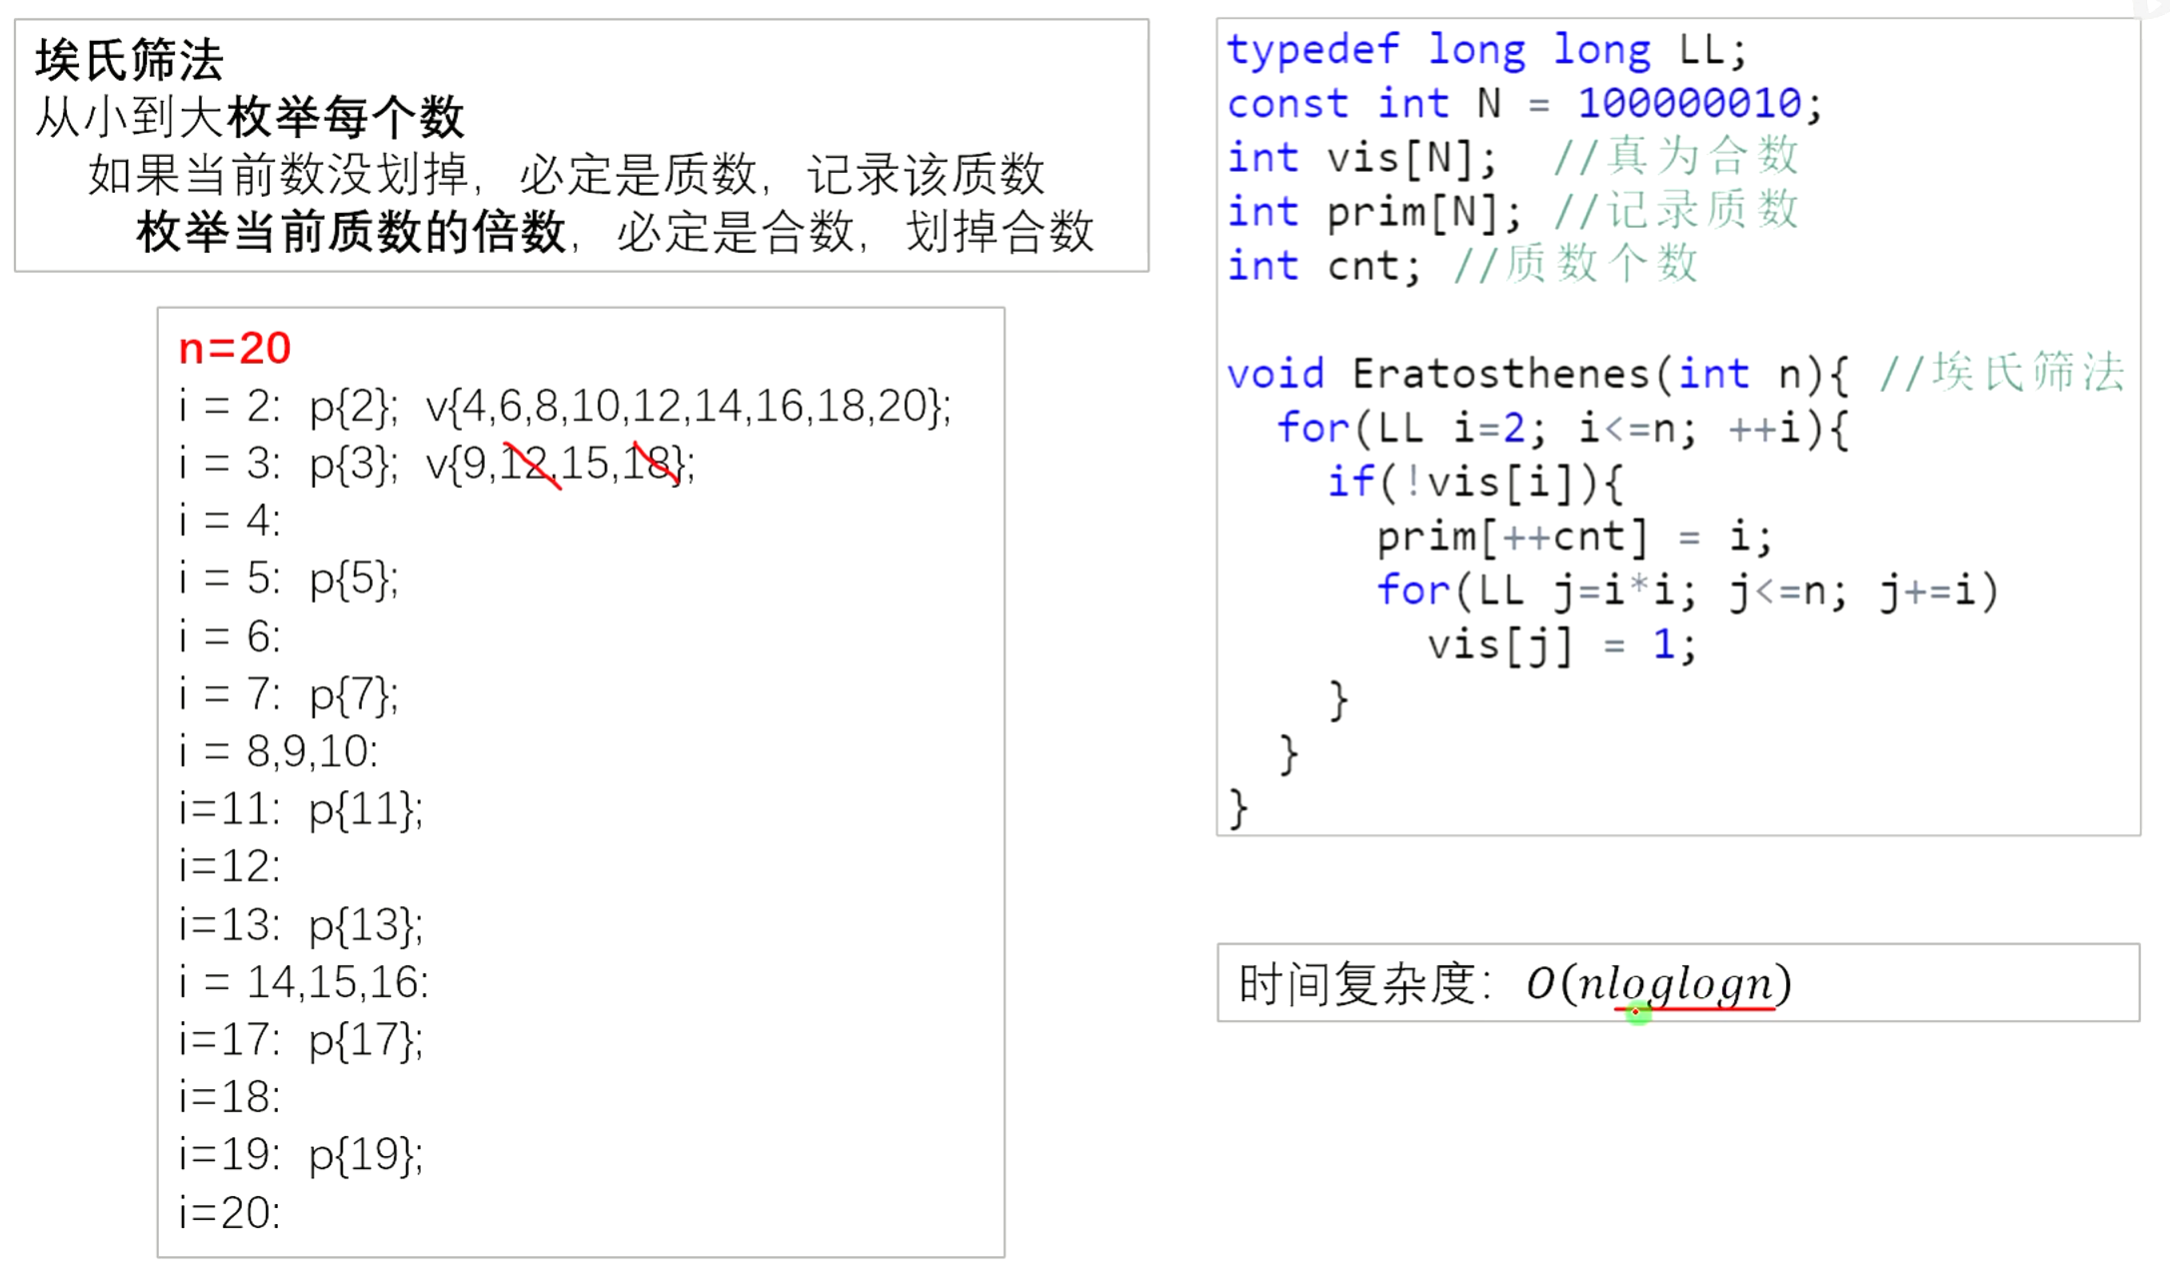 埃氏筛法
从小到大枚举每个数
如果当前数没划掉，必定是质数，记录该质数
枚举当前质数的倍数，必定是合数，划掉合数
n=20
i = 2: p{2}; v{4,6,8,10,12,14,16,18,20};
i = 3: p{3}; v{9,12,15,18};
i = 4:
i = 5: p{5};
i = 6:
i = 7: p{7};
i = 8,9,10:
i=11: p{11};
i=12:
i=13: p{13};
i = 14,15,16:
i=17: p{17};
i=18:
i=19: p{19};
i=20:
typedef long long LL;
const int N = 100000010;
int vis[N]; //真为合数
int prim[N]; //记录质数
int cnt; //质数个数
void Eratosthenes(int n){ //埃氏筛法
for(LL i=2; i<=n; ++i){
if(!vis[i]){
prim[++cnt] = i;
for(LL j=i*i; j<=n; j+=i)
vis[j] = 1;
}
}
}
时间复杂度：O(nloglogn)